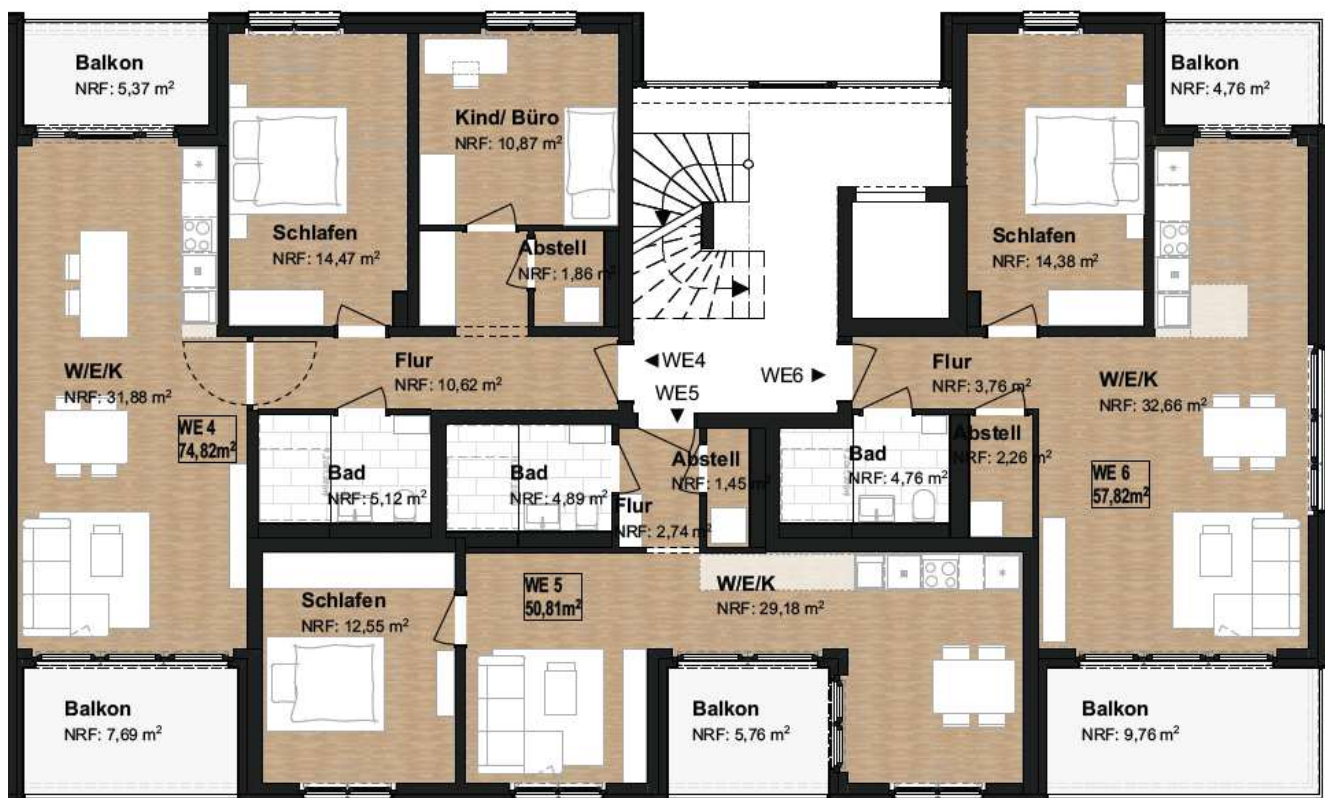 Balkon
NRF: 5,37 m²
Schlafen
NRF: 14,47 m²
Kind/ Büro
NRF: 10,87 m²
Abstell
NRF: 1,86 m²
W/E/K
NRF: 31,88 m²
WE 4
74,82m²
Flur
NRF: 10,62 m²
Bad
NRF: 5,12 m²
Balkon
NRF: 7,69 m²
◄WE4
WE5
▼
WE6 ►
Bad
NRF: 4,89 m²
Flur
NRF: 2,74 m²
Abstell
NRF: 1,45 m²
Schlafen
NRF: 12,55 m²
WE 5
50,81m²
W/E/K
NRF: 29,18 m²
Balkon
NRF: 5,76 m²
Schlafen
NRF: 14,38 m²
Balkon
NRF: 4,76 m²
Flur
NRF: 3,76 m²
W/E/K
NRF: 32,66 m²
Bad
NRF: 4,76 m²
Abstell
NRF: 2,26 m²
WE 6
57,82m²
Balkon
NRF: 9,76 m²